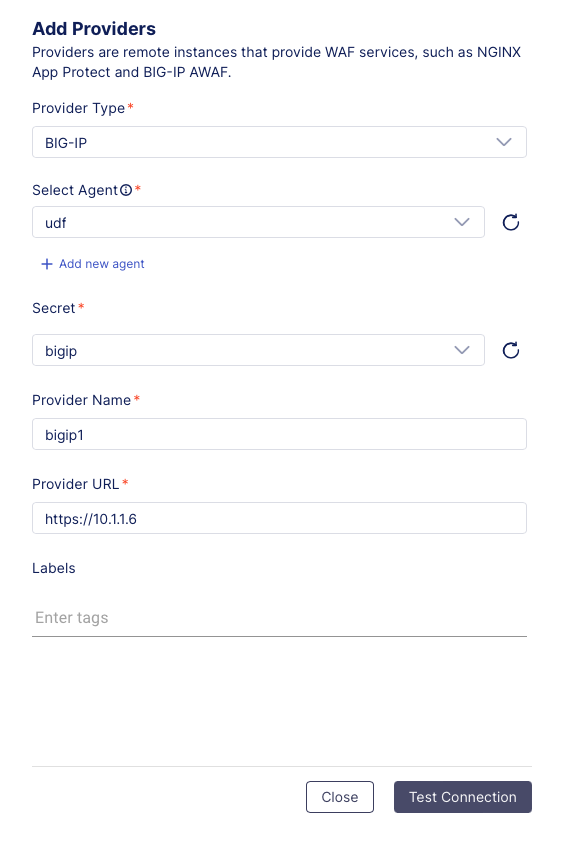 Add Providers
Providers are remote instances that provide WAF services, such as NGINX
App Protect and BIG-IP AWAF.
Provider Type*
BIG-IP
Select Agent*
udf
+ Add new agent
Secret*
bigip
Provider Name*
bigip1
Provider URL*
https://10.1.1.6
Labels
Enter tags
Close Test Connection